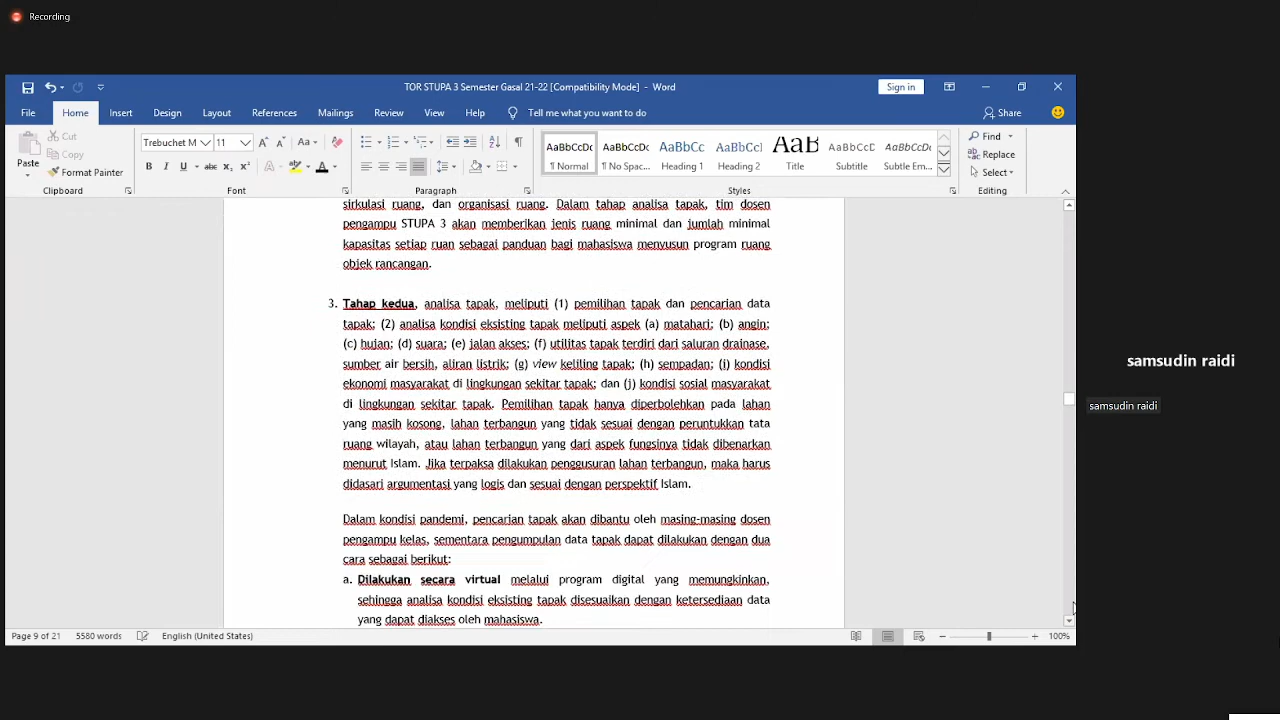 Recording
TOR STUPA 3 Semester Gasal 21-22 [Compatibility Mode] - Word
Sign in
File Home Insert Design Layout References Mailings Review View Help Tell me what you want to do Share
Paste
Cut
Copy
Format Painter
Clipboard
Trebuchet M 11
B I U abc x₂ x²
Font
Paragraph
AaBbCcDc AaBbCcDc AaBbCc AaBbCcI AaB AaBbCcD AaBbCcDc
¶ Normal ¶ No Spac... Heading 1 Heading 2 Title Subtitle Subtle Em...
Styles
Find
Replace
Select
Editing
sirkulasi ruang, dan organisasi ruang. Dalam tahap analisa tapak, tim dosen
pengampu STUPA 3 akan memberikan jenis ruang minimal dan jumlah minimal
kapasitas setiap ruan sebagai panduan bagi mahasiswa menyusun program ruang
objek rancangan.
3. Tahap kedua, analisa tapak, meliputi (1) pemilihan tapak dan pencarian data
tapak; (2) analisa kondisi eksisting tapak meliputi aspek (a) matahari; (b) angin;
(c) hujan; (d) suara; (e) jalan akses; (f) utilitas tapak terdiri dari saluran drainase,
sumber air bersih, aliran listrik; (g) view keliling tapak; (h) sempadan; (i) kondisi
ekonomi masyarakat di lingkungan sekitar tapak; dan (j) kondisi sosial masyarakat
di lingkungan sekitar tapak. Pemilihan tapak hanya diperbolehkan pada lahan
yang masih kosong, lahan terbangun yang tidak sesuai dengan peruntukkan tata
ruang wilayah, atau lahan terbangun yang dari aspek fungsinya tidak dibenarkan
menurut Islam. Jika terpaksa dilakukan penggusuran lahan terbangun, maka harus
didasari argumentasi yang logis dan sesuai dengan perspektif Islam.
Dalam kondisi pandemi, pencarian tapak akan dibantu oleh masing-masing dosen
pengampu kelas, sementara pengumpulan data tapak dapat dilakukan dengan dua
cara sebagai berikut:
a. Dilakukan secara virtual melalui program digital yang memungkinkan,
sehingga analisa kondisi eksisting tapak disesuaikan dengan ketersediaan data
yang dapat diakses oleh mahasiswa.
Page 9 of 21 5580 words English (United States) 100%
samsudin raidi
samsudin raidi